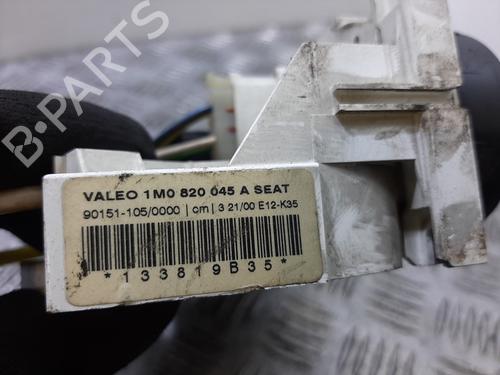 B-PARTS
VALEO 1M0 820 045 A SEAT
90151-105/0000 | cm | 3 21/00 E12-K35
*133819B35*